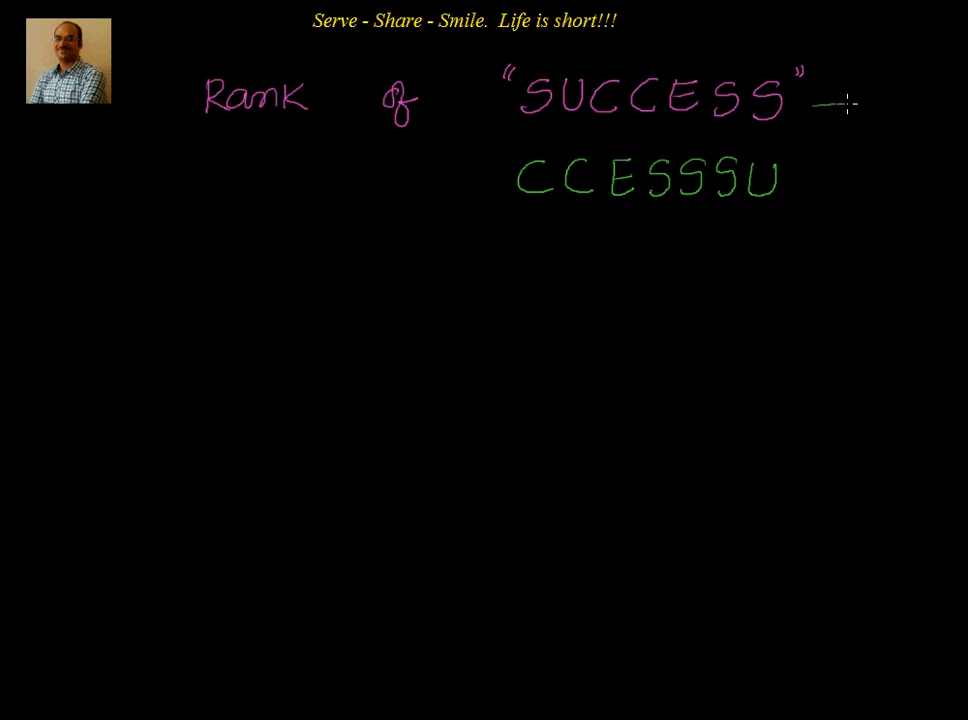 Serve - Share - Smile. Life is short!!!
Rank of "SUCCESS" —
CCESSSU